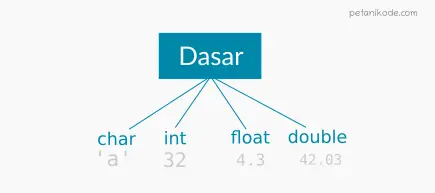 petanikode.com
Dasar
char int float double
'a' 32 4.3 42.03